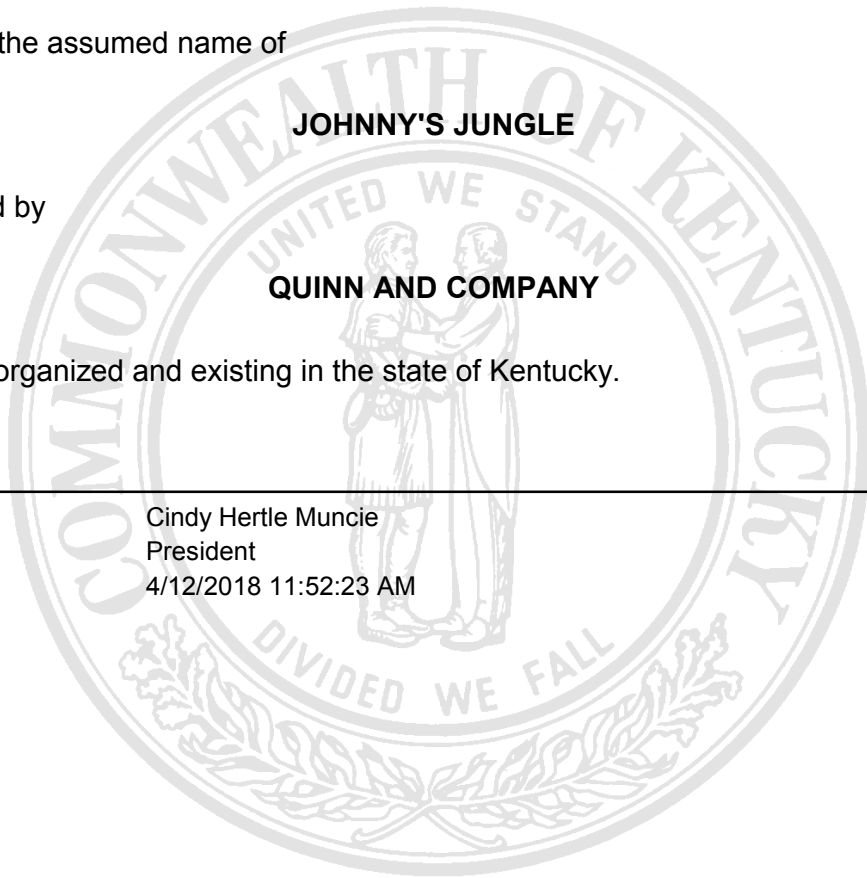 the assumed name of
JOHNNY'S JUNGLE
d by
QUINN AND COMPANY
organized and existing in the state of Kentucky.
Cindy Hertle Muncie
President
4/12/2018 11:52:23 AM
COMMONWEALTH OF KENTUCKY
UNITED WE STAND
DIVIDED WE FALL